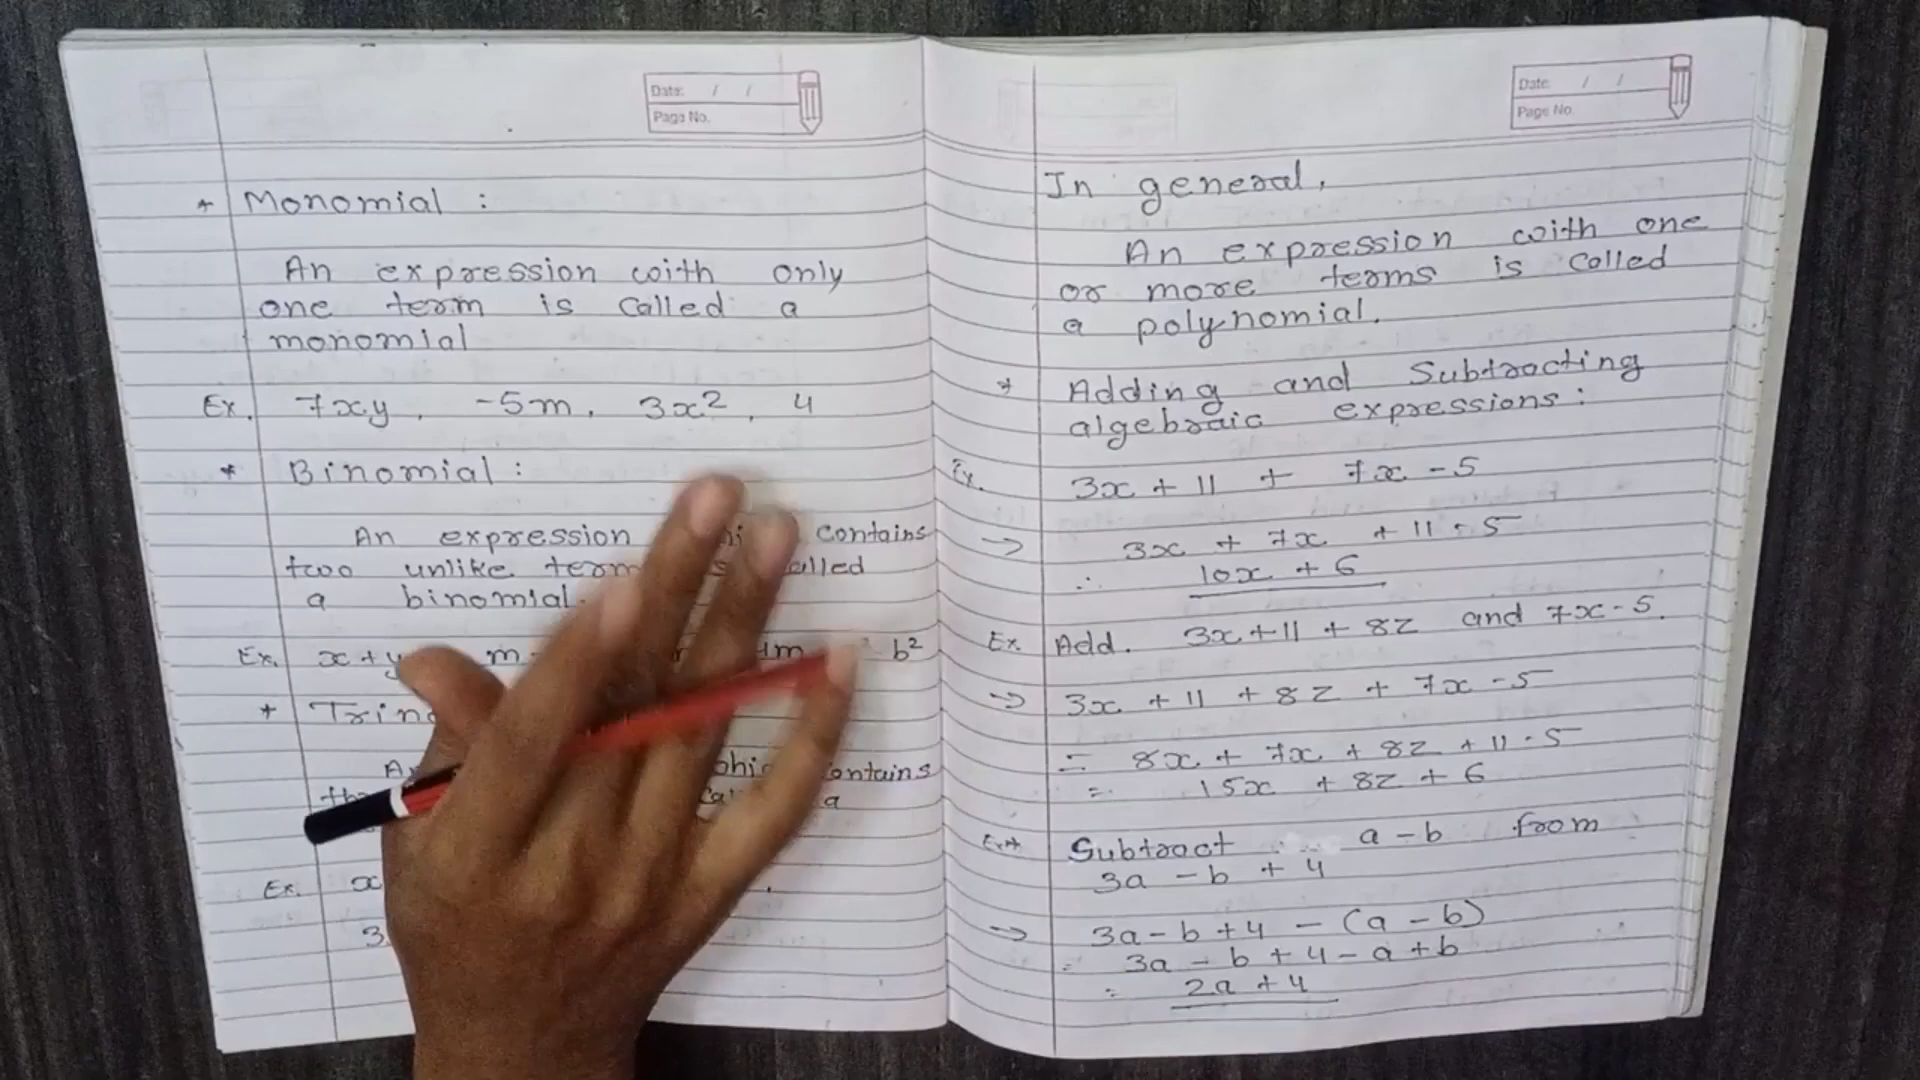 Date: / /
Page No.
* Monomial :
An expression with only
one term is called a
monomial
Ex. 7xy, -5m, 3x², 4
* Binomial :
An expression contains
two unlike called
a binomial.
Ex. x + y m b²
*
An contains
a
Ex. x
3
Date: / /
Page No.
In general,
An expression with one
or more terms is called
a polynomial.
* Adding and Subtracting
algebraic expressions :
Ex. 3x + 11 + 7x - 5
→ 3x + 7x + 11 - 5
∴ 10x + 6
Ex. Add. 3x + 11 + 8z and 7x - 5.
→ 3x + 11 + 8z + 7x - 5
= 8x + 7x + 8z + 11 - 5
= 15x + 8z + 6
Subtract a - b from
3a - b + 4
→ 3a - b + 4 - (a - b)
= 3a - b + 4 - a + b
= 2a + 4